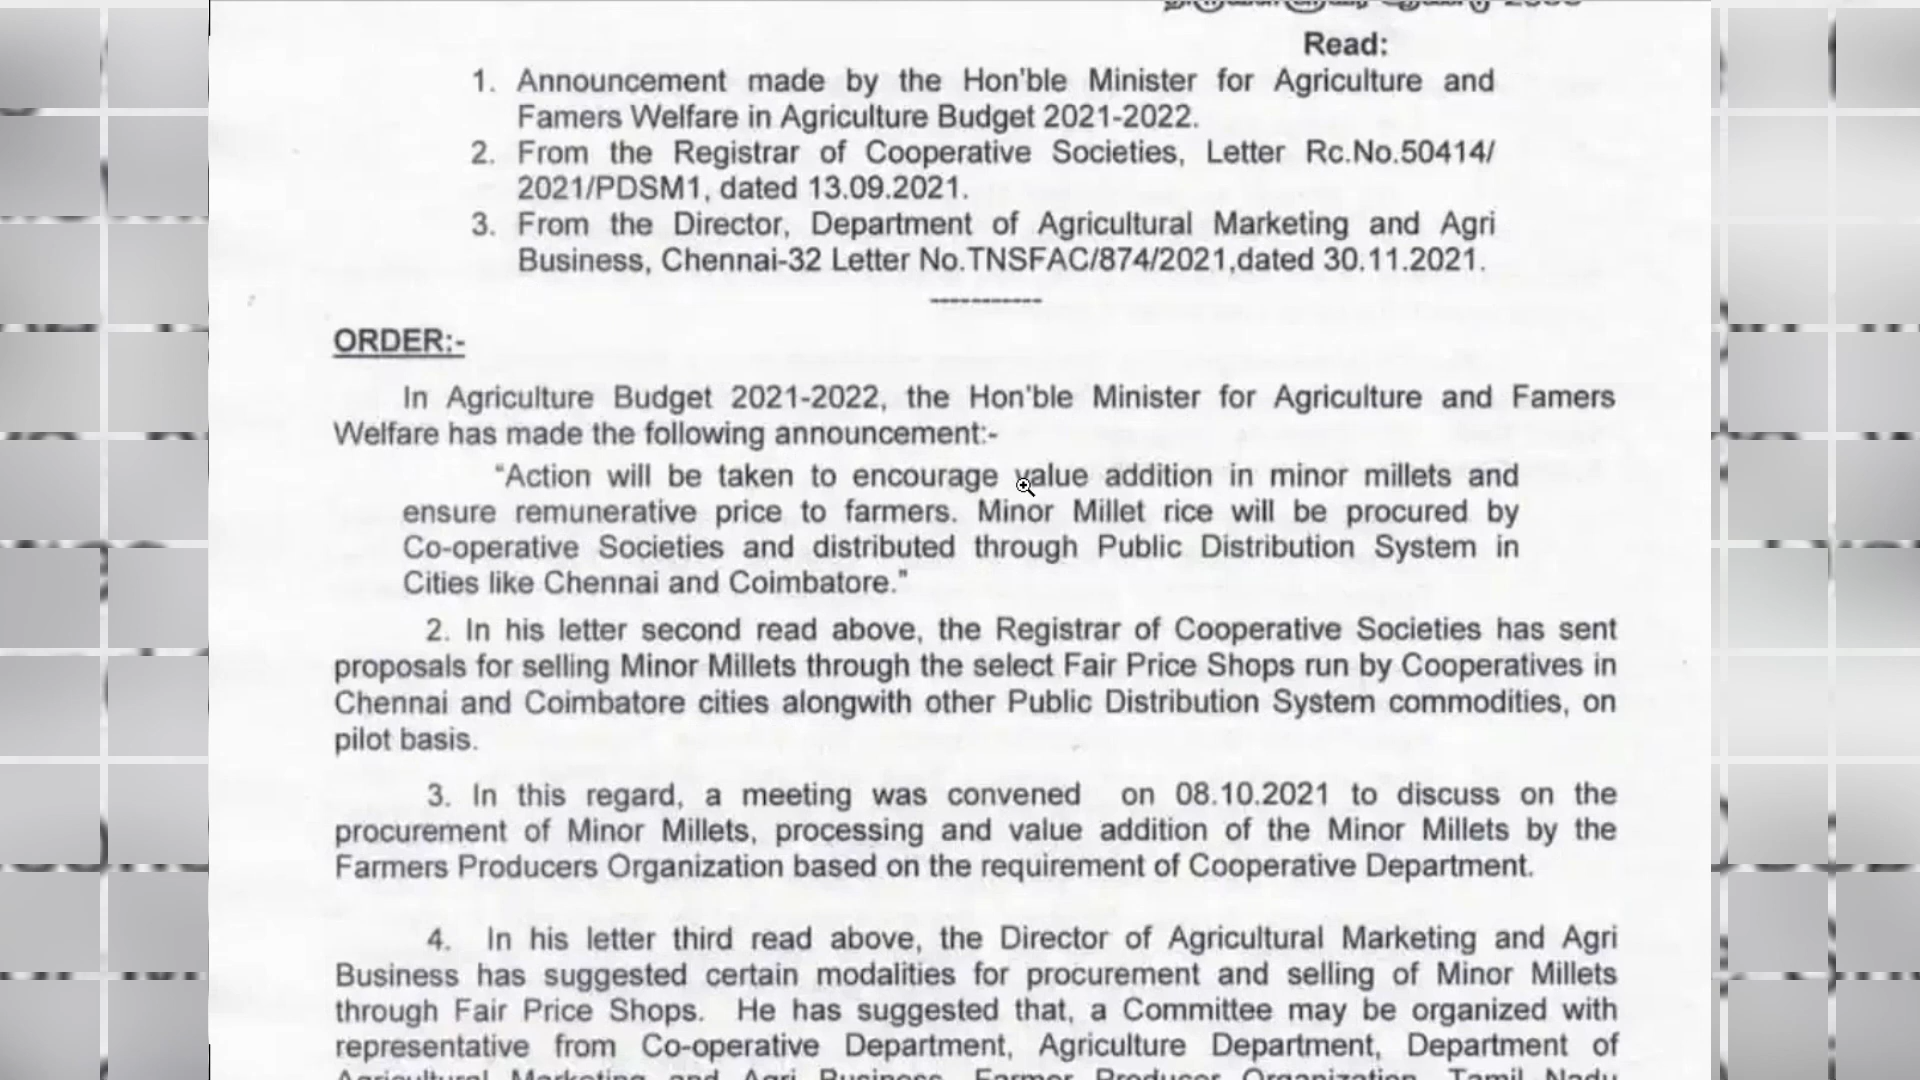 Read:
1. Announcement made by the Hon'ble Minister for Agriculture and
Famers Welfare in Agriculture Budget 2021-2022.
2. From the Registrar of Cooperative Societies, Letter Rc.No.50414/
2021/PDSM1, dated 13.09.2021.
3. From the Director, Department of Agricultural Marketing and Agri
Business, Chennai-32 Letter No.TNSFAC/874/2021,dated 30.11.2021.
-----------
ORDER:-
In Agriculture Budget 2021-2022, the Hon'ble Minister for Agriculture and Famers
Welfare has made the following announcement:-
“Action will be taken to encourage value addition in minor millets and
ensure remunerative price to farmers. Minor Millet rice will be procured by
Co-operative Societies and distributed through Public Distribution System in
Cities like Chennai and Coimbatore.”
2. In his letter second read above, the Registrar of Cooperative Societies has sent
proposals for selling Minor Millets through the select Fair Price Shops run by Cooperatives in
Chennai and Coimbatore cities alongwith other Public Distribution System commodities, on
pilot basis.
3. In this regard, a meeting was convened on 08.10.2021 to discuss on the
procurement of Minor Millets, processing and value addition of the Minor Millets by the
Farmers Producers Organization based on the requirement of Cooperative Department.
4. In his letter third read above, the Director of Agricultural Marketing and Agri
Business has suggested certain modalities for procurement and selling of Minor Millets
through Fair Price Shops. He has suggested that, a Committee may be organized with
representative from Co-operative Department, Agriculture Department, Department of
Agricultural Marketing and Agri Business, Farmer Producer Organization, Tamil Nadu